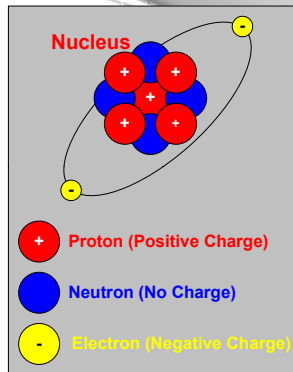 Nucleus
-
+ +
+
+ +
-
+ Proton (Positive Charge)
Neutron (No Charge)
- Electron (Negative Charge)